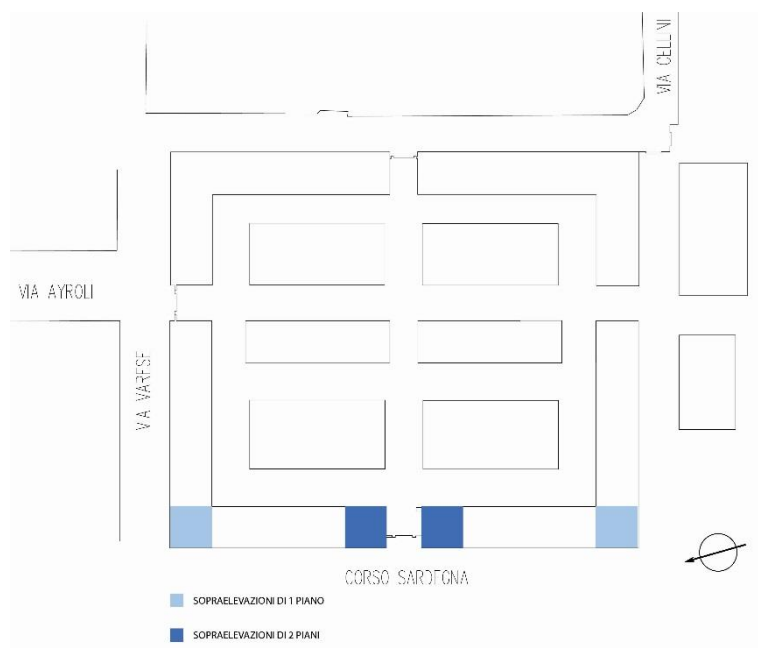 VIA CELLINI
VIA AYROLI
VIA VARESE
CORSO SARDEGNA
SOPRAELEVAZIONI DI 1 PIANO
SOPRAELEVAZIONI DI 2 PIANI